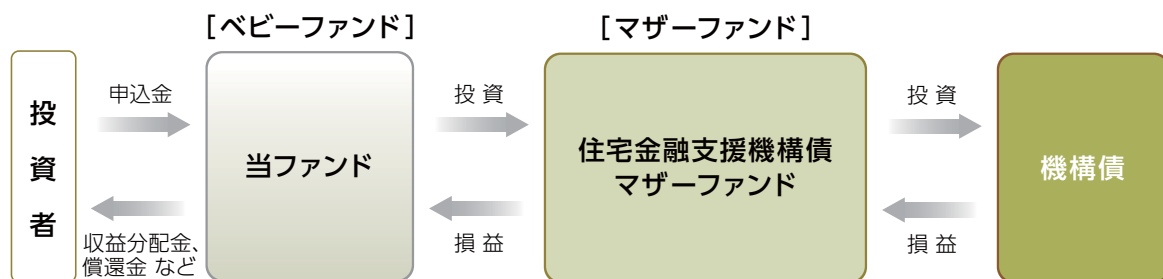 [ベビーファンド]
[マザーファンド]
投資者
申込金
収益分配金、
償還金 など
当ファンド
投 資
損 益
住宅金融支援機構債
マザーファンド
投 資
損 益
機構債